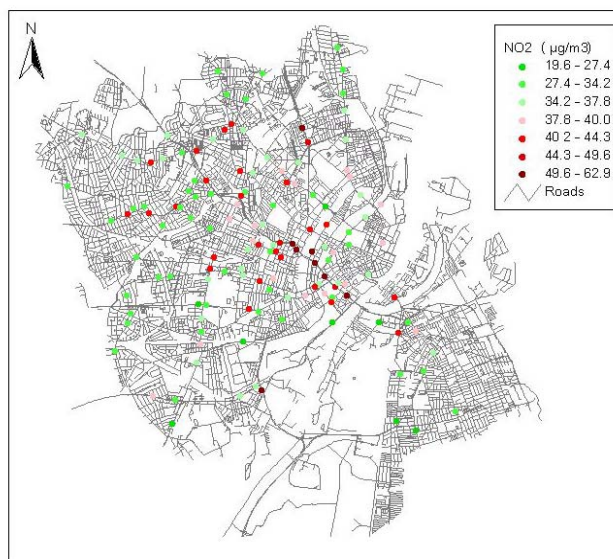 N
NO2 ( µg/m3)
19.6 - 27.4
27.4 - 34.2
34.2 - 37.8
37.8 - 40.0
40.2 - 44.3
44.3 - 49.6
49.6 - 62.9
Roads